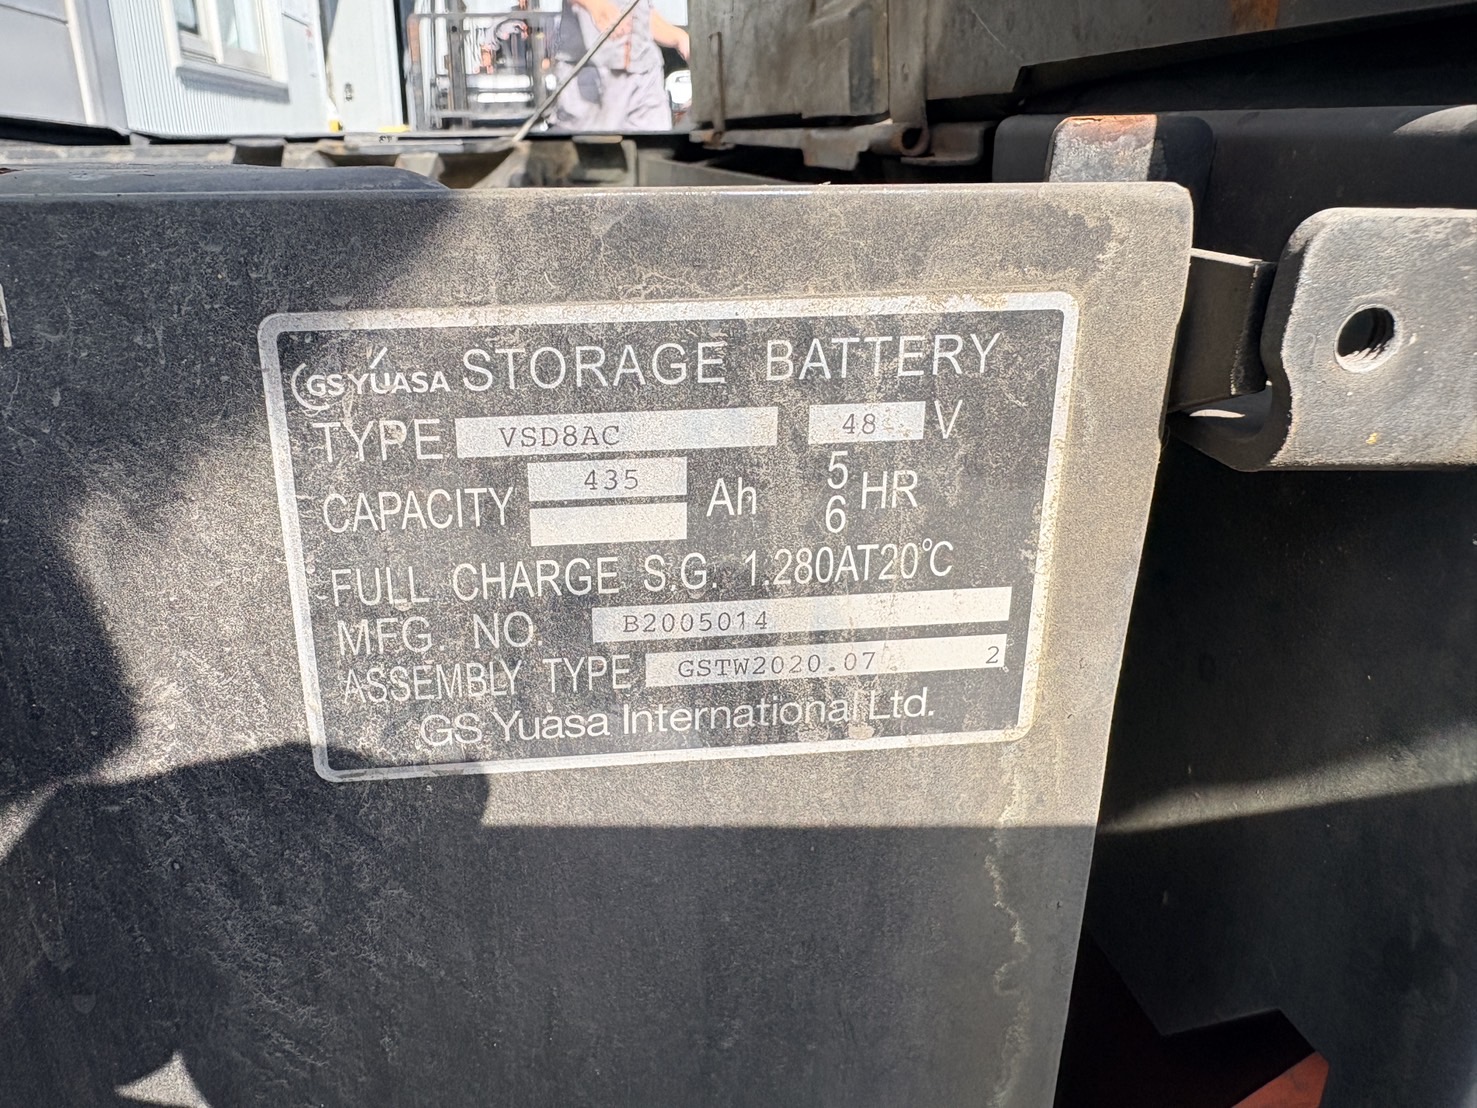 GS YUASA STORAGE BATTERY
TYPE VSD8AC 48 V
CAPACITY 435 Ah 5 HR
6
FULL CHARGE S.G. 1.280AT20℃
MFG. NO. B2005014
ASSEMBLY TYPE GSTW2020.07 2
GS Yuasa International Ltd.